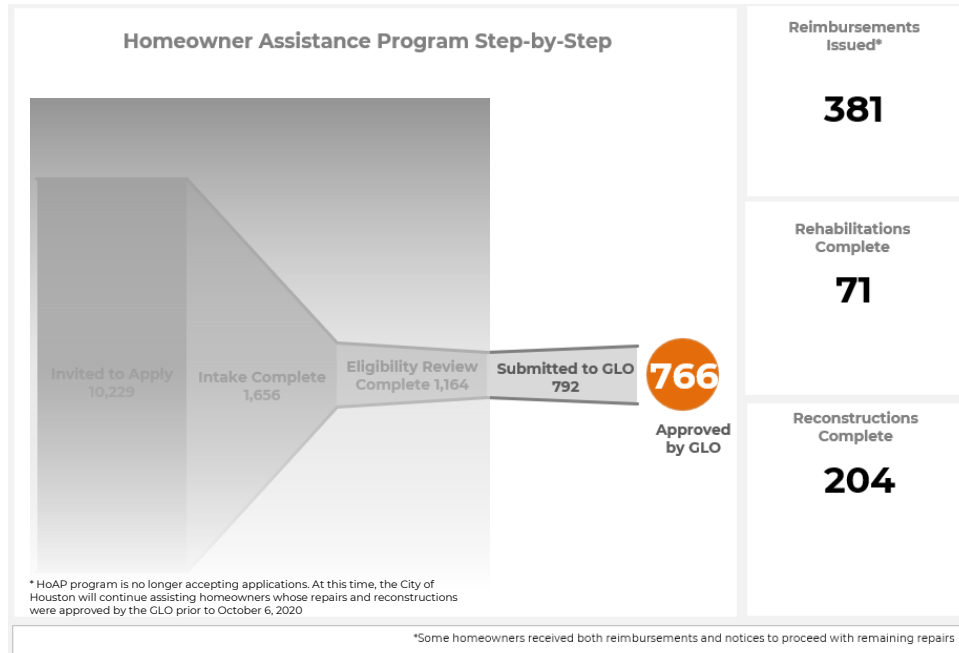 Homeowner Assistance Program Step-by-Step
Invited to Apply
10,229
Intake Complete
1,656
Eligibility Review
Complete 1,164
Submitted to GLO
792
766
Approved
by GLO
* HoAP program is no longer accepting applications. At this time, the City of
Houston will continue assisting homeowners whose repairs and reconstructions
were approved by the GLO prior to October 6, 2020
Reimbursements
Issued*
381
Rehabilitations
Complete
71
Reconstructions
Complete
204
*Some homeowners received both reimbursements and notices to proceed with remaining repairs